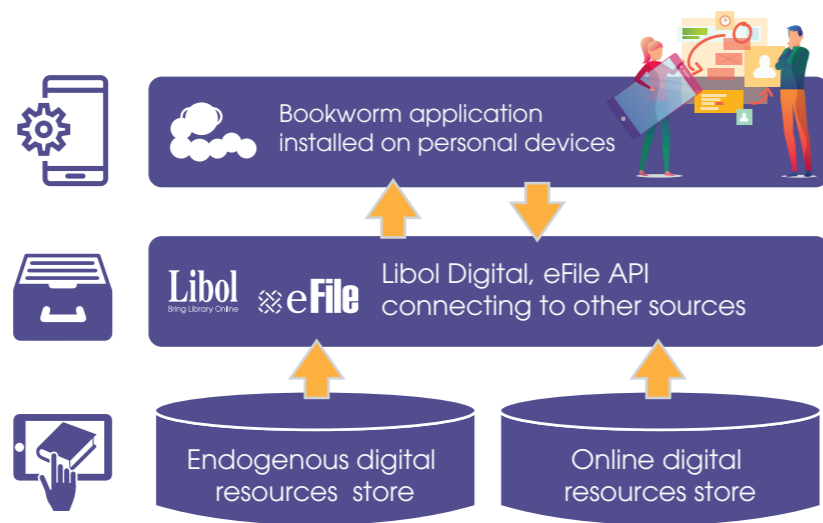 Bookworm application
installed on personal devices
Libol
Bring Library Online
eFile
Libol Digital, eFile API
connecting to other sources
Endogenous digital
resources store
Online digital
resources store